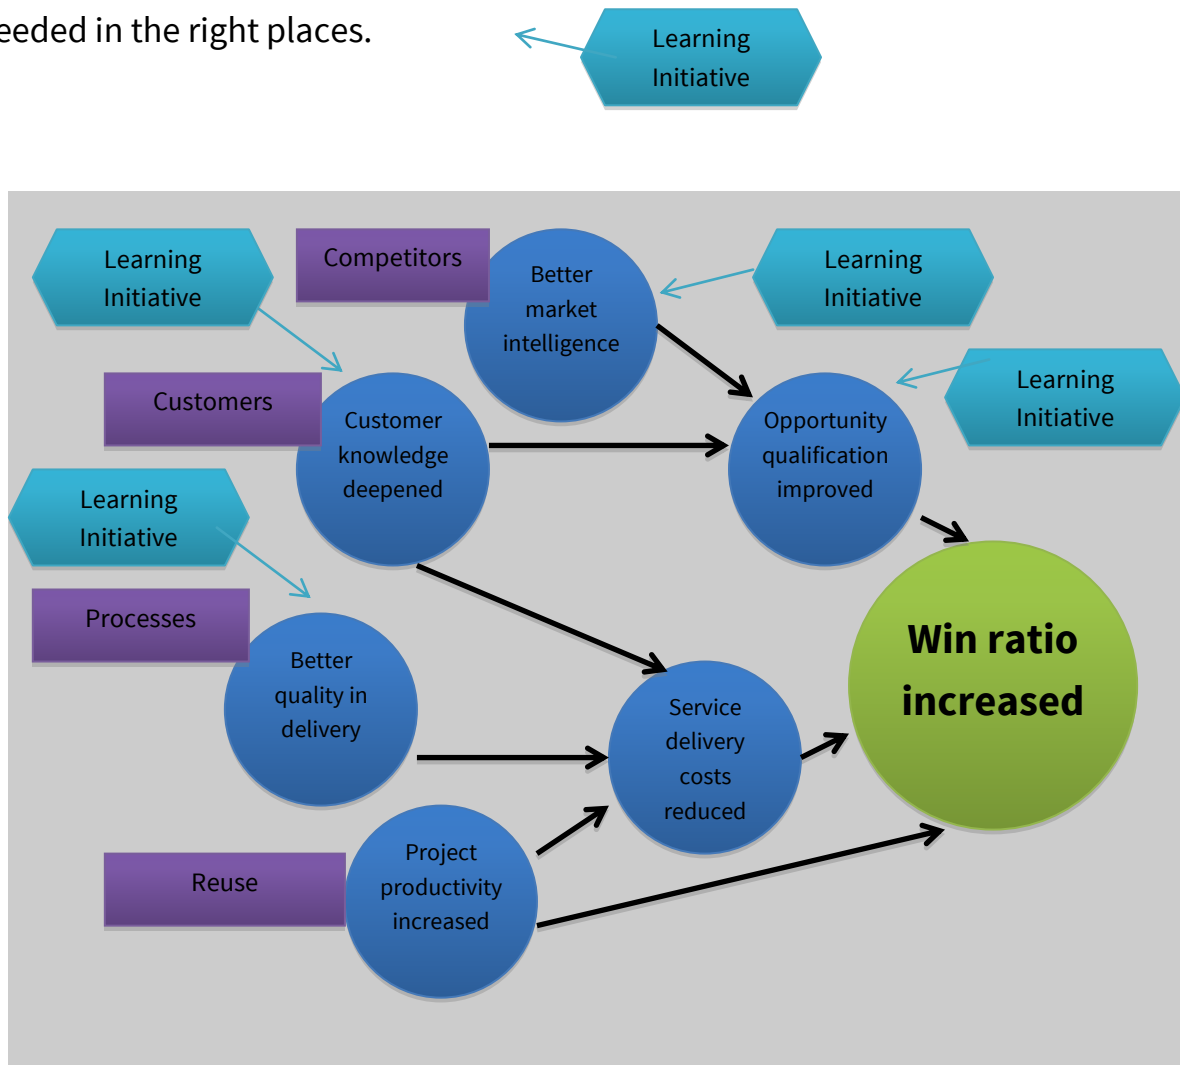 eeded in the right places.
Learning
Initiative
Learning
Initiative
Competitors
Better
market
intelligence
Learning
Initiative
Customers
Customer
knowledge
deepened
Opportunity
qualification
improved
Learning
Initiative
Learning
Initiative
Processes
Better
quality in
delivery
Service
delivery
costs
reduced
Win ratio
increased
Reuse
Project
productivity
increased